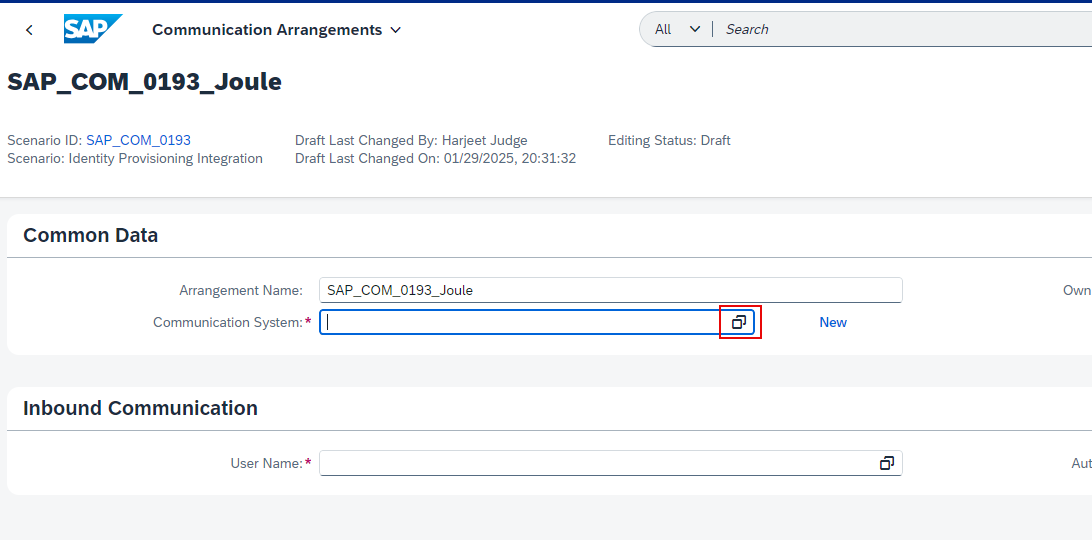 SAP Communication Arrangements All Search
SAP_COM_0193_Joule
Scenario ID: SAP_COM_0193 Draft Last Changed By: Harjeet Judge Editing Status: Draft
Scenario: Identity Provisioning Integration Draft Last Changed On: 01/29/2025, 20:31:32
Common Data
Arrangement Name: SAP_COM_0193_Joule Own
Communication System:* New
Inbound Communication
User Name:* Aut